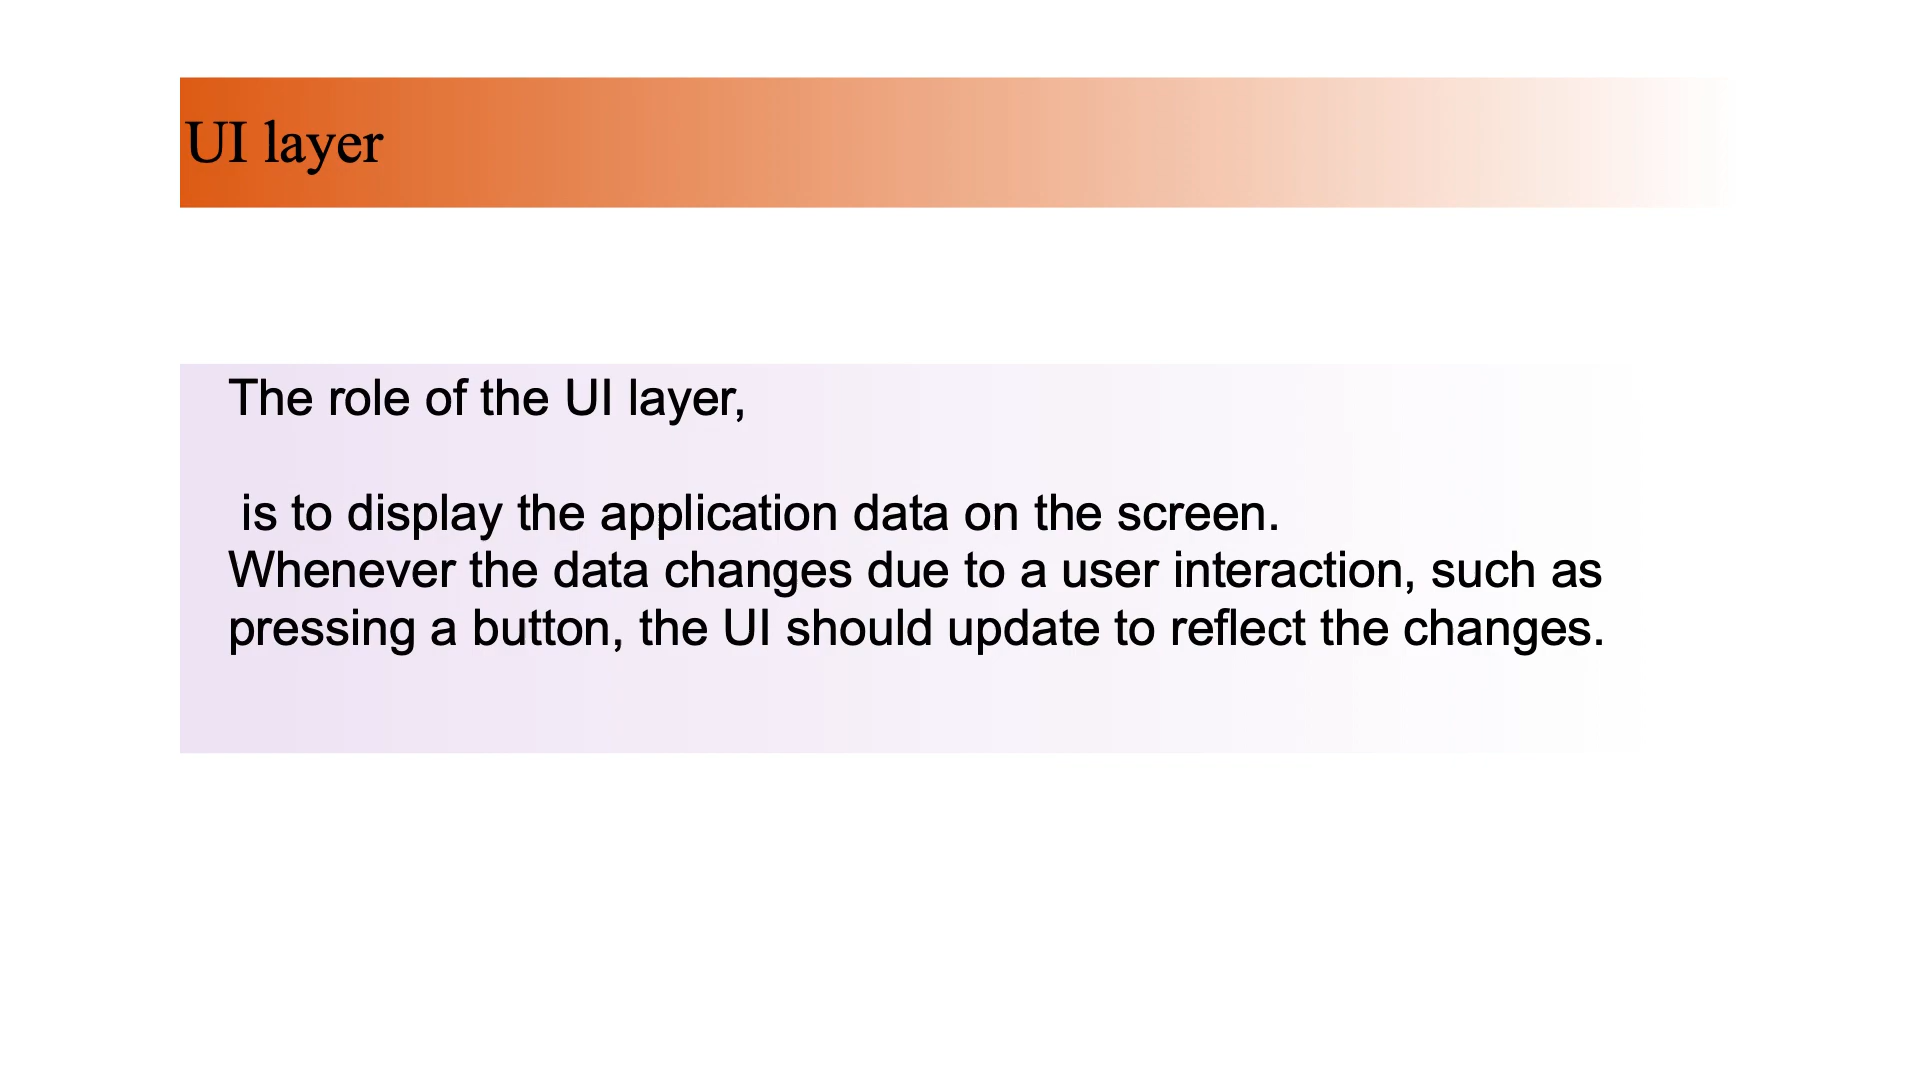 UI layer
The role of the UI layer,
is to display the application data on the screen.
Whenever the data changes due to a user interaction, such as
pressing a button, the UI should update to reflect the changes.